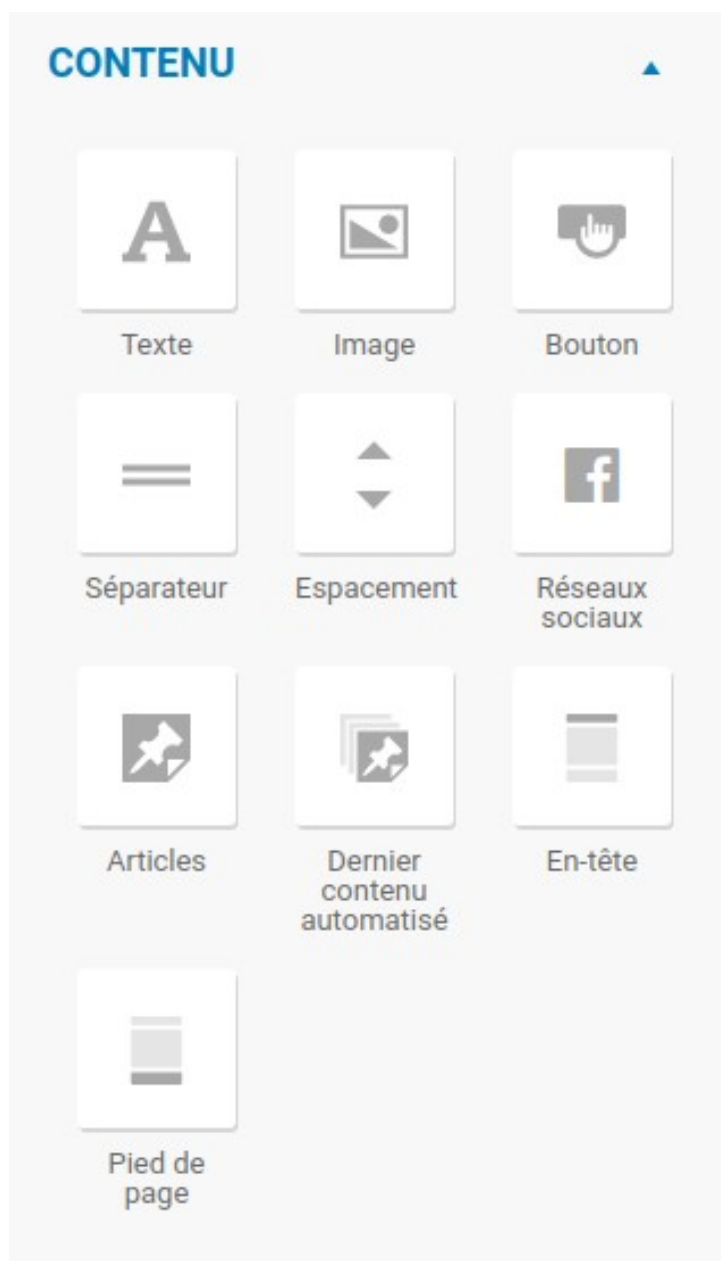 CONTENU
Texte
Image
Bouton
Séparateur
Espacement
Réseaux
sociaux
Articles
Dernier
contenu
automatisé
En-tête
Pied de
page